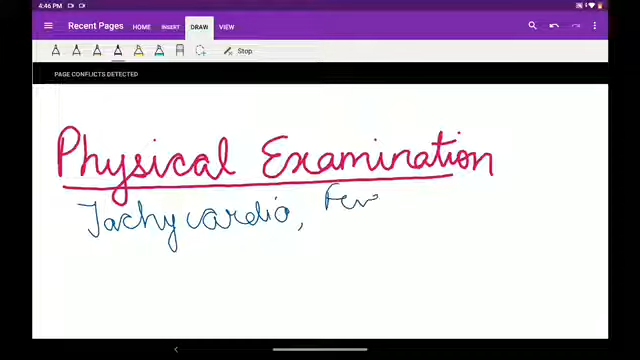 4:46 PM
Recent Pages HOME INSERT DRAW VIEW
Stop
PAGE CONFLICTS DETECTED
Physical Examination
Tachycardia, Fev